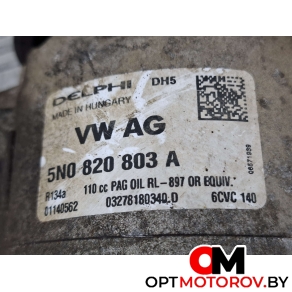 DELPHI DH5
MADE IN HUNGARY
VW AG
5N0 820 803 A
R134a 110 cc PAG OIL RL-897 OR EQUIV.*
01140562 03278180340.D 6CVC 140
06571039
OPTMOTOROV.BY